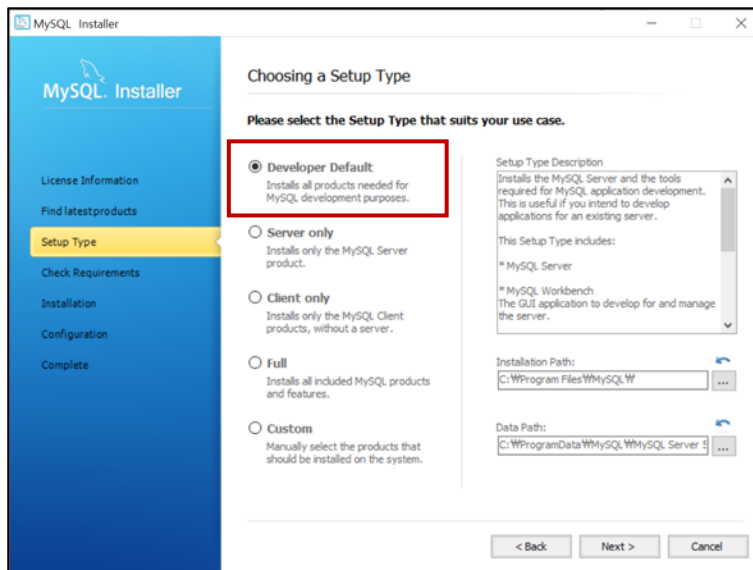 MySQL Installer
MySQL. Installer
License Information
Find latestproducts
Setup Type
Check Requirements
Installation
Configuration
Complete
Choosing a Setup Type
Please select the Setup Type that suits your use case.
Developer Default
Installs all products needed for
MySQL development purposes.
Server only
Installs only the MySQL Server
product.
Client only
Installs only the MySQL Client
products, without a server.
Full
Installs all included MySQL products
and features.
Custom
Manually select the products that
should be installed on the system.
Setup Type Description
Installs the MySQL Server and the tools
required for MySQL application development.
This is useful if you intend to develop
applications for an existing server.
This Setup Type includes:
* MySQL Server
* MySQL Workbench
The GUI application to develop for and manage
the server.
Installation Path:
C:₩Program Files₩MySQL₩
...
Data Path:
C:₩ProgramData₩MySQL₩MySQL Server 5
...
< Back
Next >
Cancel